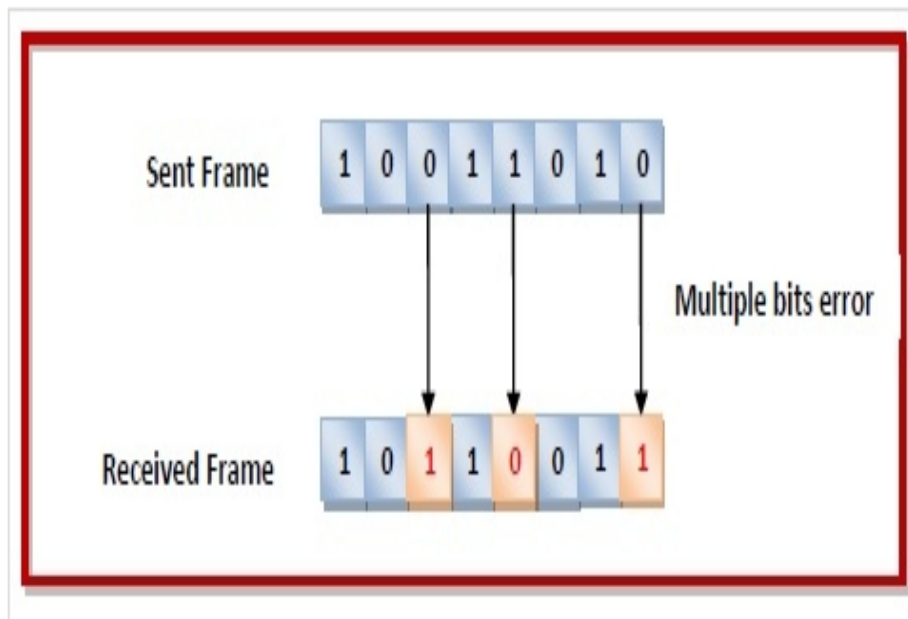 Sent Frame 1 0 0 1 1 0 1 0
Multiple bits error
Received Frame 1 0 1 1 0 0 1 1